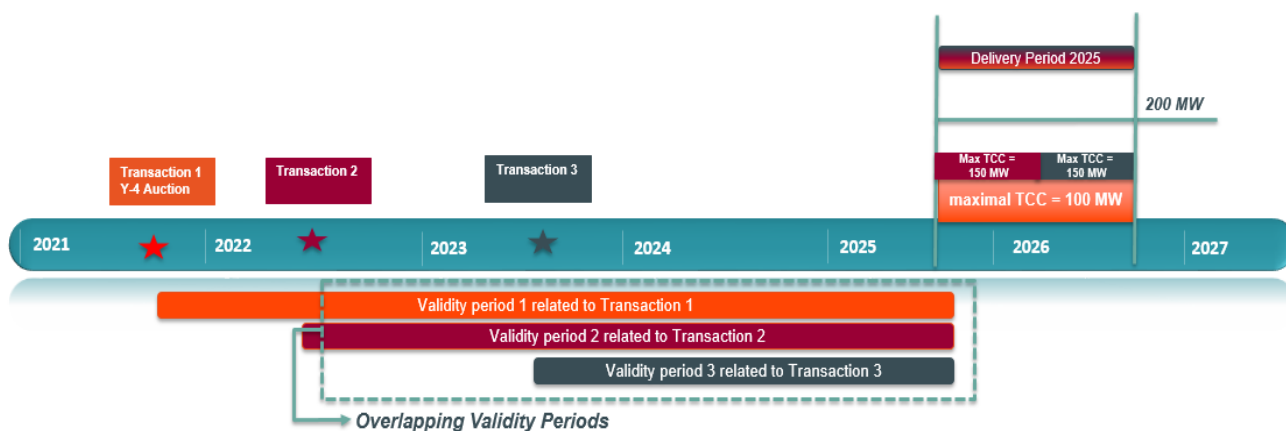 Delivery Period 2025
200 MW
Transaction 1
Y-4 Auction
Transaction 2
Transaction 3
Max TCC =
150 MW
Max TCC =
150 MW
maximal TCC = 100 MW
2021
2022
2023
2024
2025
2026
2027
Validity period 1 related to Transaction 1
Validity period 2 related to Transaction 2
Validity period 3 related to Transaction 3
Overlapping Validity Periods